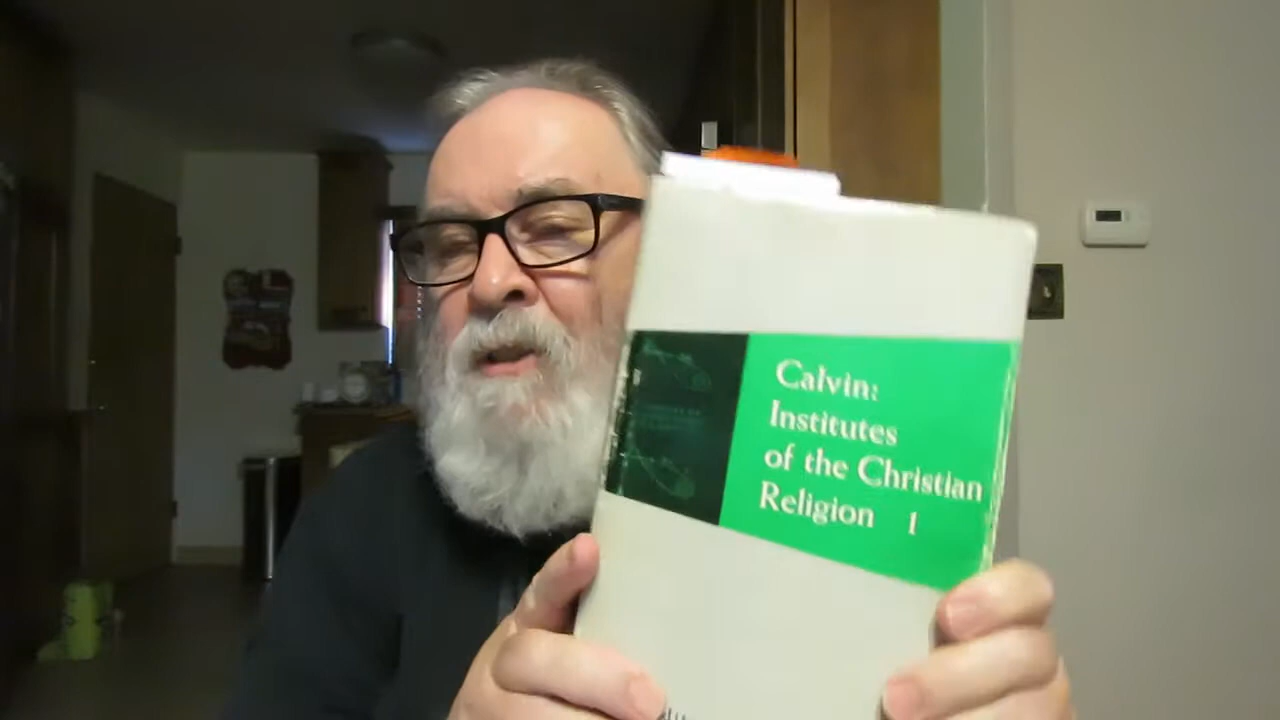 Calvin:
Institutes
of the Christian
Religion 1